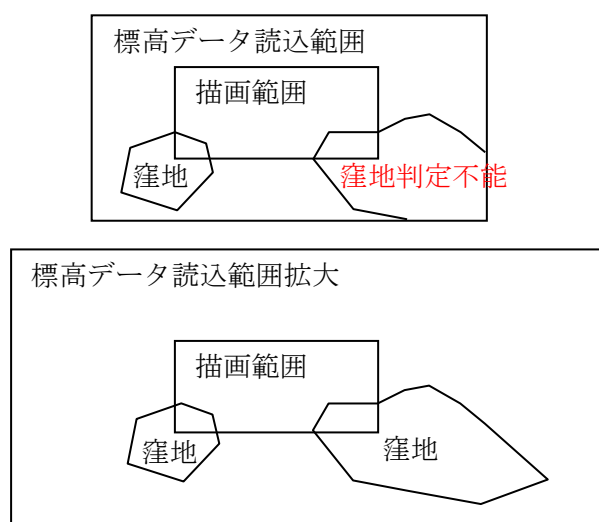 標高データ読込範囲
描画範囲
窪地
窪地判定不能
標高データ読込範囲拡大
描画範囲
窪地
窪地